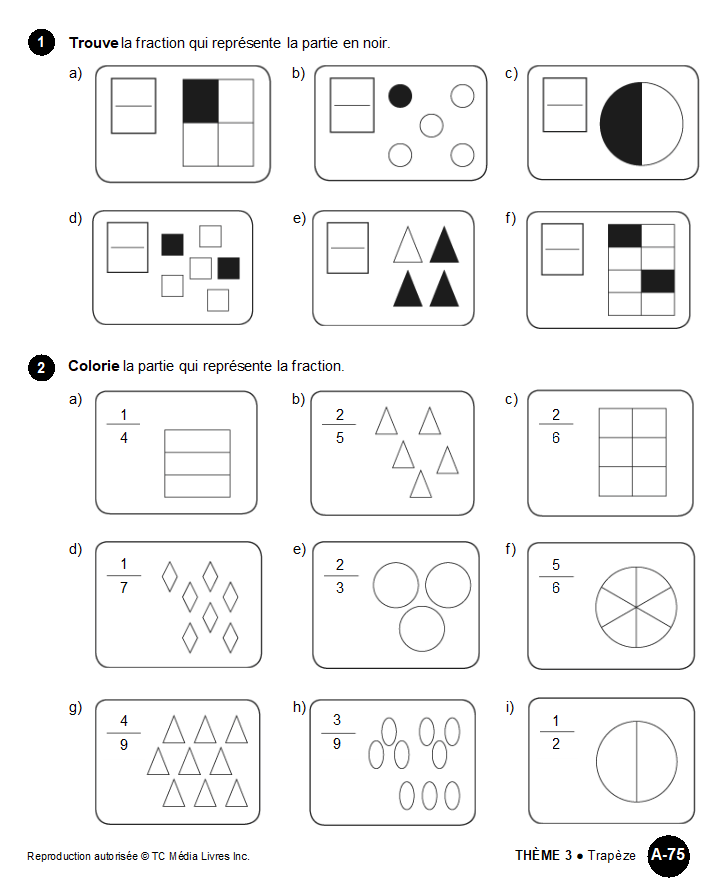 1 Trouve la fraction qui représente la partie en noir.
a) b) c)
d) e) f)
2 Colorie la partie qui représente la fraction.
a) 1/4 b) 2/5 c) 2/6
d) 1/7 e) 2/3 f) 5/6
g) 4/9 h) 3/9 i) 1/2
Reproduction autorisée © TC Média Livres Inc. THÈME 3 ● Trapèze A-75